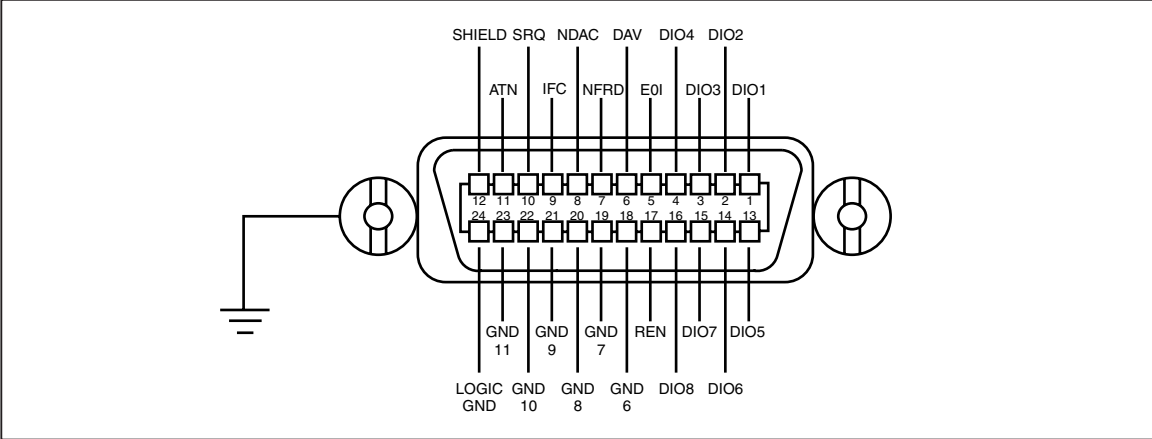 SHIELD SRQ NDAC DAV DIO4 DIO2
ATN IFC NFRD E0I DIO3 DIO1
12 11 10 9 8 7 6 5 4 3 2 1
24 23 22 21 20 19 18 17 16 15 14 13
GND 11 GND 9 GND 7 REN DIO7 DIO5
LOGIC GND GND 10 GND 8 GND 6 DIO8 DIO6